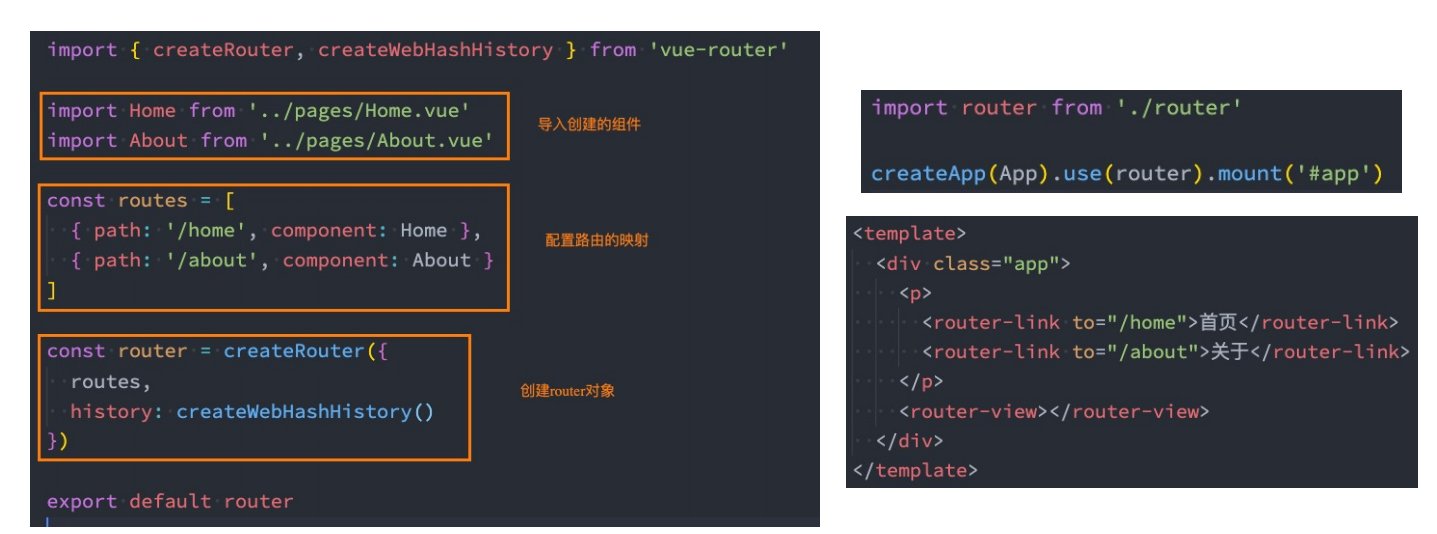 import { createRouter, createWebHashHistory } from 'vue-router'
import Home from '../pages/Home.vue'
import About from '../pages/About.vue'
导入创建的组件
const routes = [
  { path: '/home', component: Home },
  { path: '/about', component: About }
]
配置路由的映射
const router = createRouter({
  routes,
  history: createWebHashHistory()
})
创建router对象
export default router
import router from './router'
createApp(App).use(router).mount('#app')
<template>
  <div class="app">
    <p>
      <router-link to="/home">首页</router-link>
      <router-link to="/about">关于</router-link>
    </p>
    <router-view></router-view>
  </div>
</template>